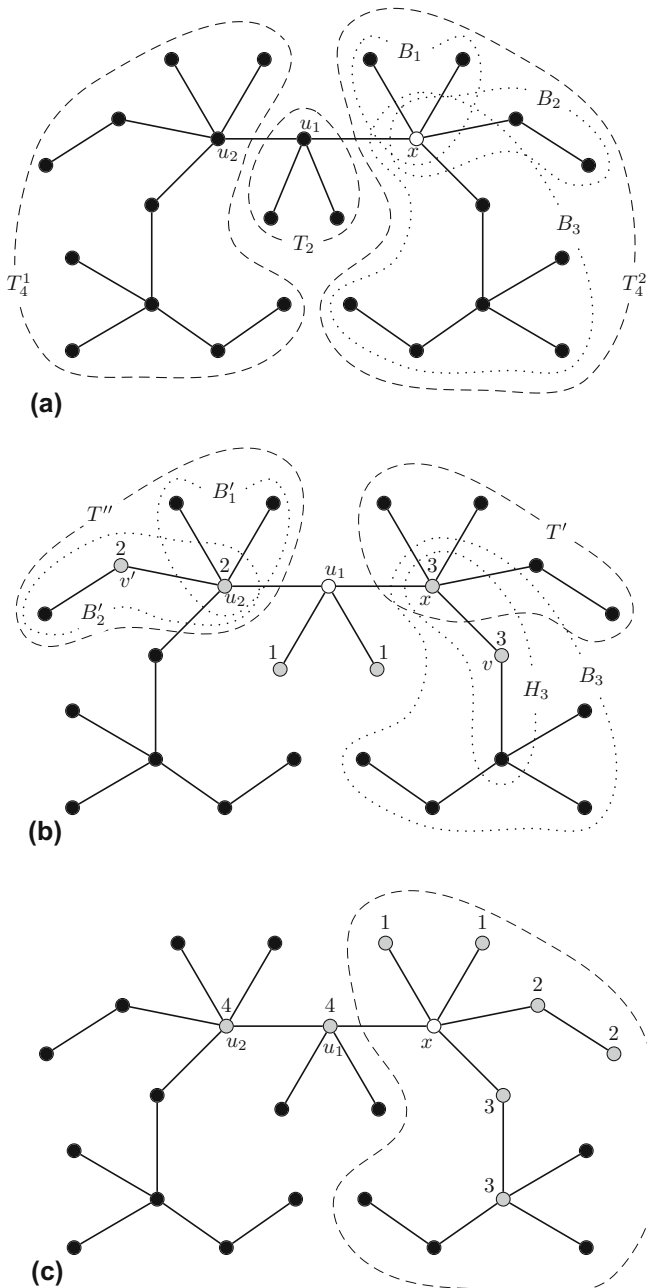 B₁
B₂
u₁
u₂
x
T₂
B₃
T₄¹
T₄²
(a)
B′₁
T″
T′
2
2
3
u₁
v′
u₂
x
B′₂
3
1
1
v
H₃
B₃
(b)
1
1
2
4
4
2
u₂
u₁
x
3
3
(c)